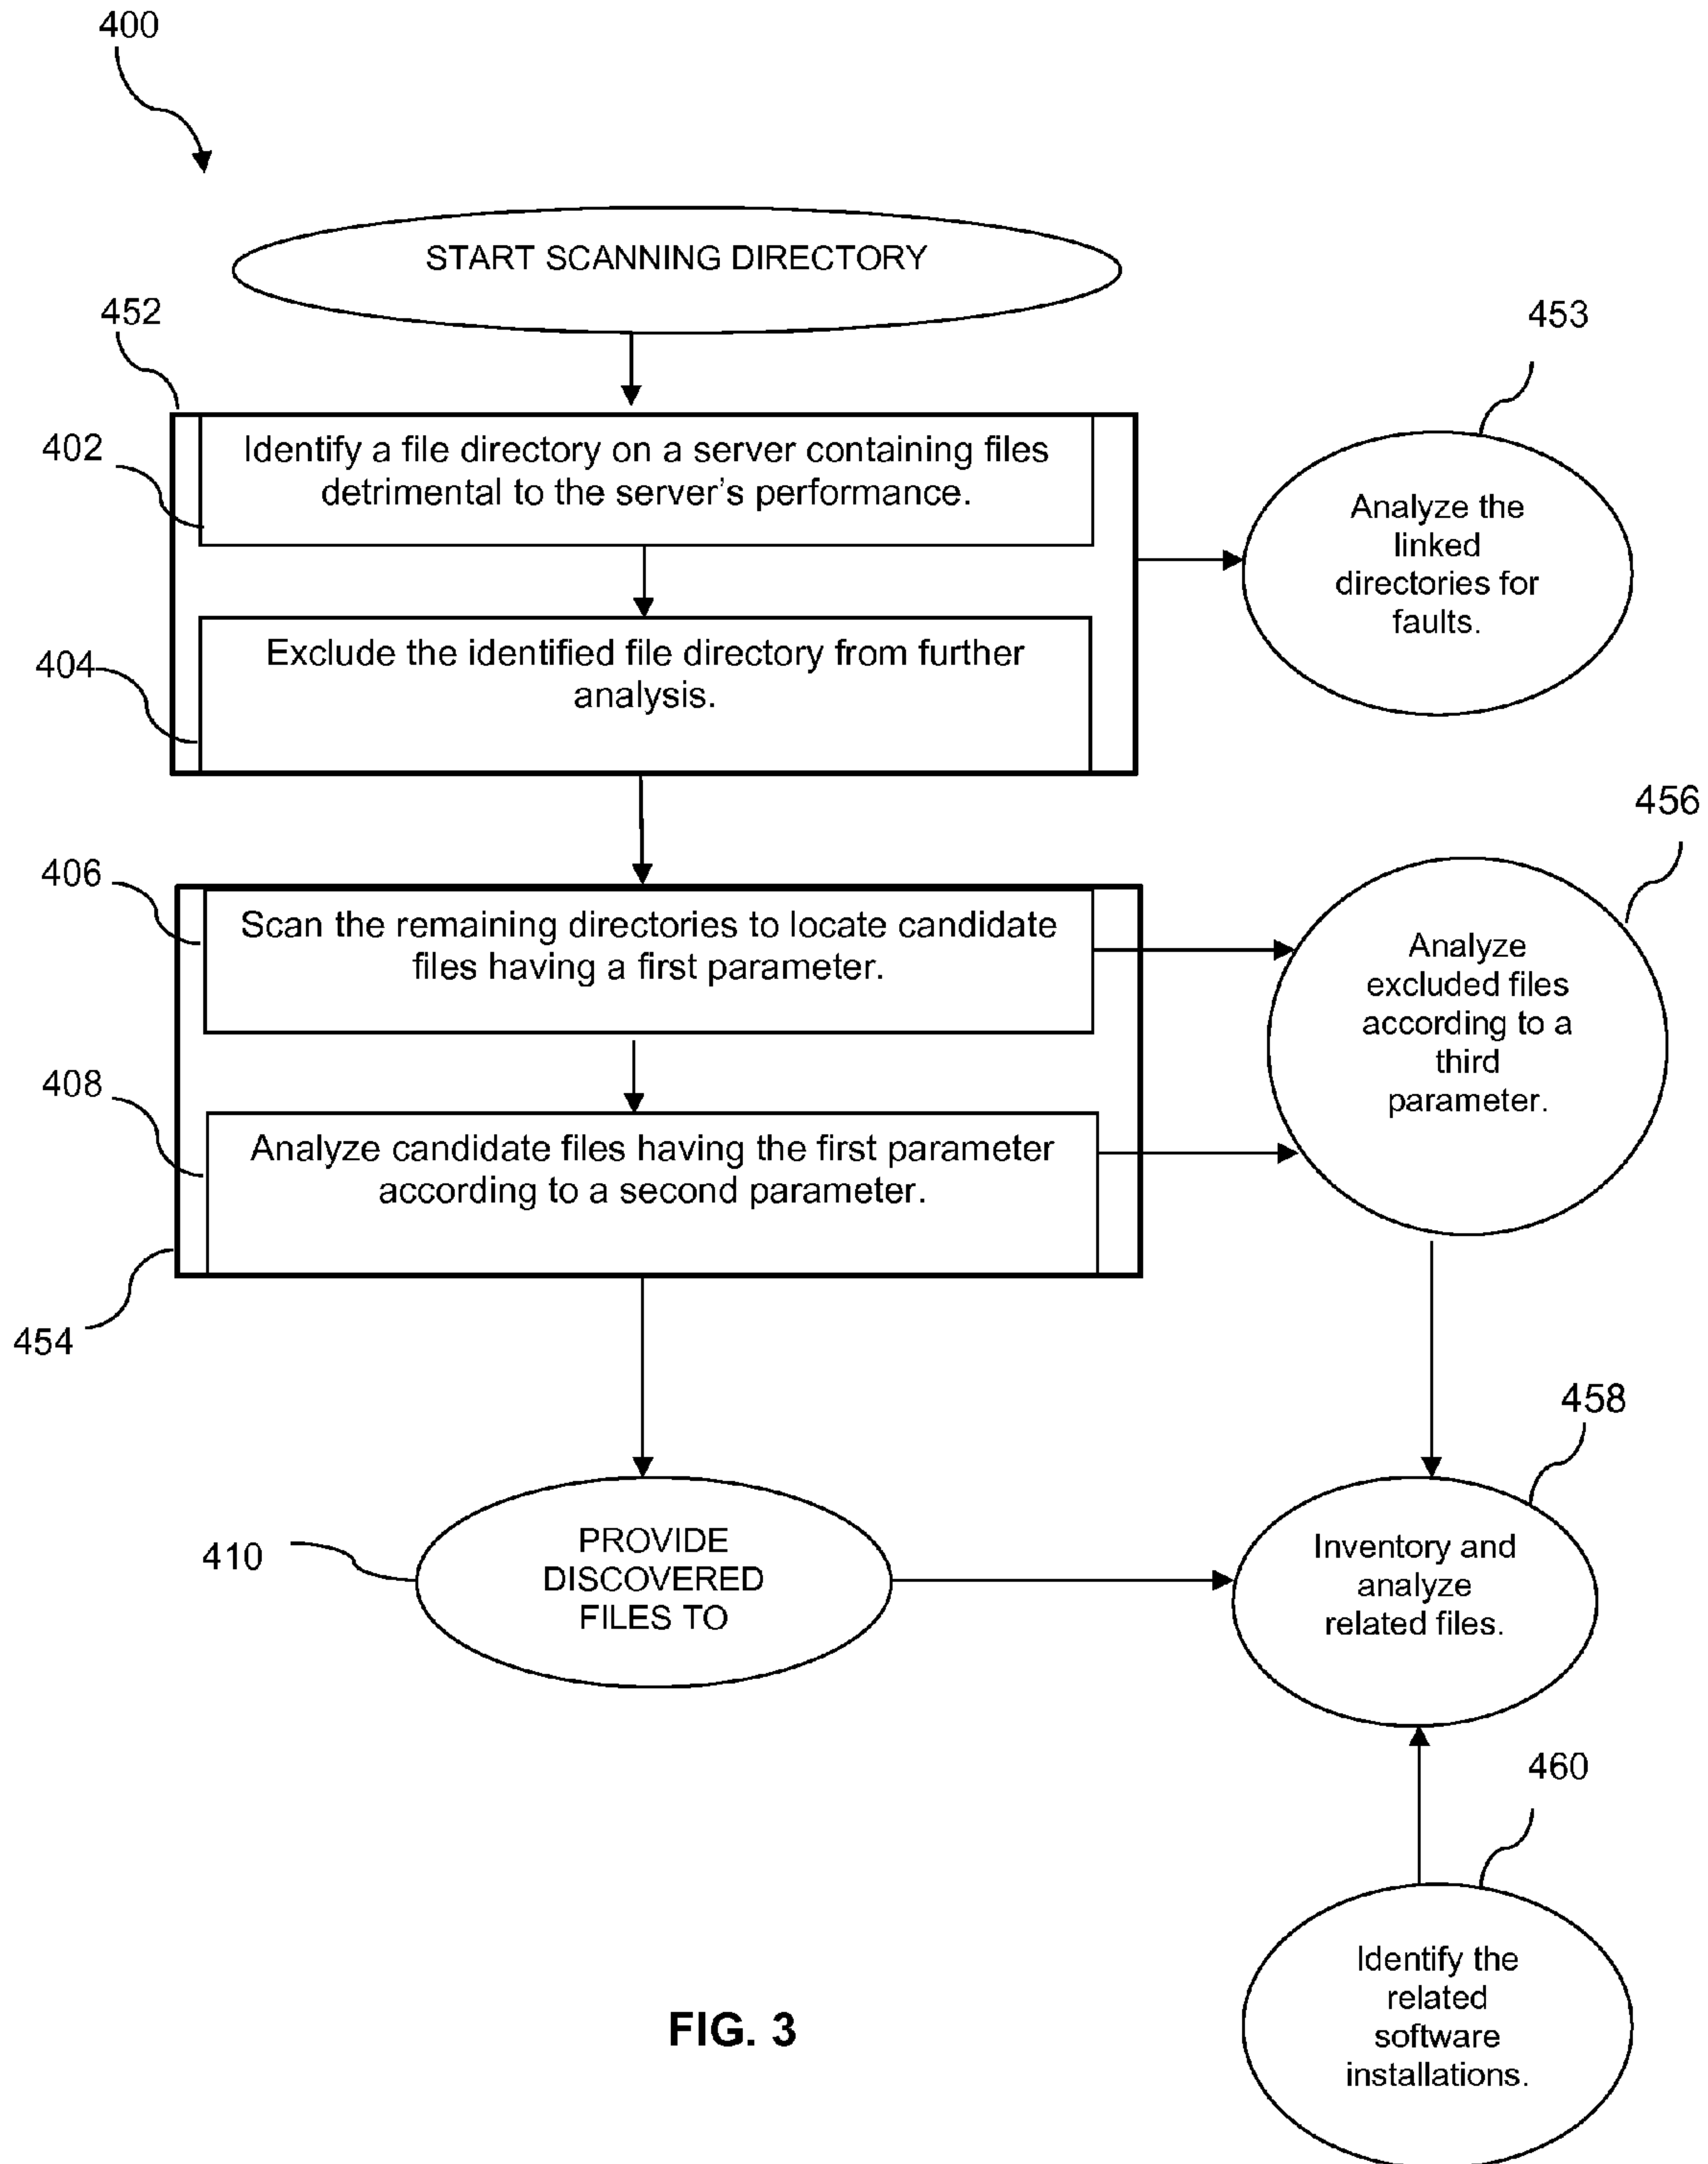 400
START SCANNING DIRECTORY
452
453
402
Identify a file directory on a server containing files
detrimental to the server’s performance.
Analyze the
linked
directories for
faults.
404
Exclude the identified file directory from further
analysis.
456
406
Scan the remaining directories to locate candidate
files having a first parameter.
Analyze
excluded files
according to a
third
parameter.
408
Analyze candidate files having the first parameter
according to a second parameter.
454
458
410
PROVIDE
DISCOVERED
FILES TO
Inventory and
analyze
related files.
460
Identify the
related
software
installations.
FIG. 3